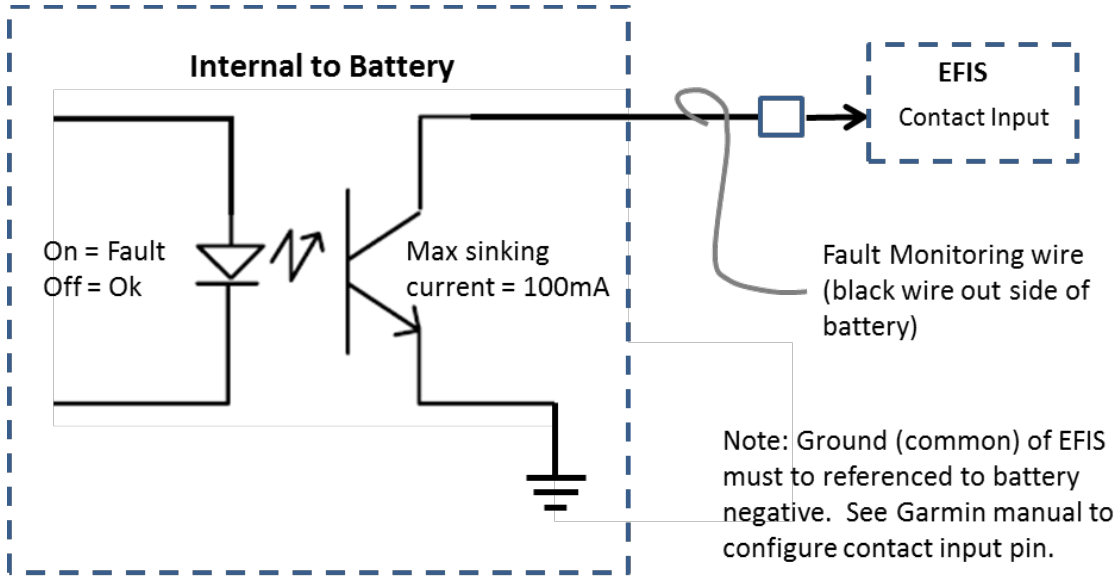 Internal to Battery
EFIS
Contact Input
On = Fault
Off = Ok
Max sinking
current = 100mA
Fault Monitoring wire
(black wire out side of
battery)
Note: Ground (common) of EFIS
must to referenced to battery
negative.  See Garmin manual to
configure contact input pin.